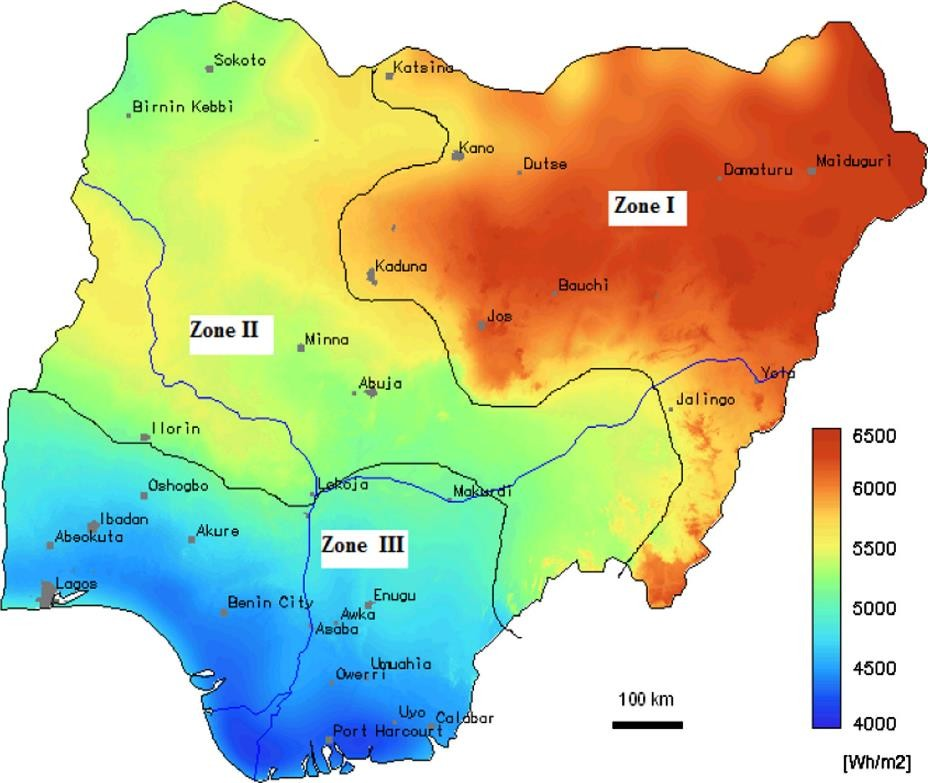 Sokoto
Katsina
Birnin Kebbi
Kano
Dutse
Damaturu
Maiduguri
Zone I
Kaduna
Bauchi
Jos
Zone II
Minna
Abuja
Yola
Jalingo
Ilorin
Lokoja
Makurdi
Oshogbo
Ibadan
Akure
Abeokuta
Zone III
Lagos
Enugu
Benin City
Awka
Asaba
Umuahia
Owerri
Uyo
Calabar
Port Harcourt
100 km
6500
6000
5500
5000
4500
4000
[Wh/m2]